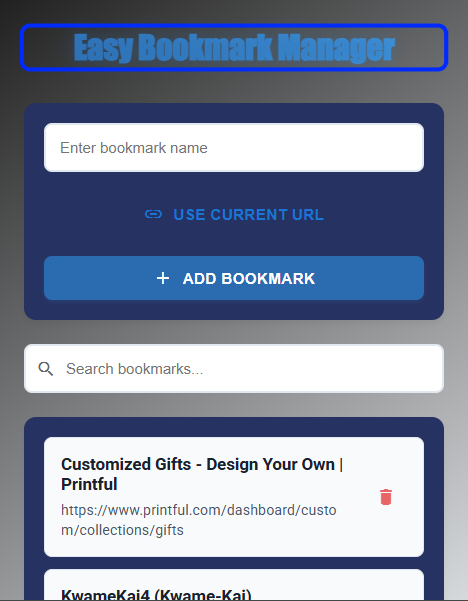 Easy Bookmark Manager
Enter bookmark name
USE CURRENT URL
ADD BOOKMARK
Search bookmarks...
Customized Gifts - Design Your Own |
Printful
https://www.printful.com/dashboard/custo
m/collections/gifts
KwameKai4 (Kwame-Kai)